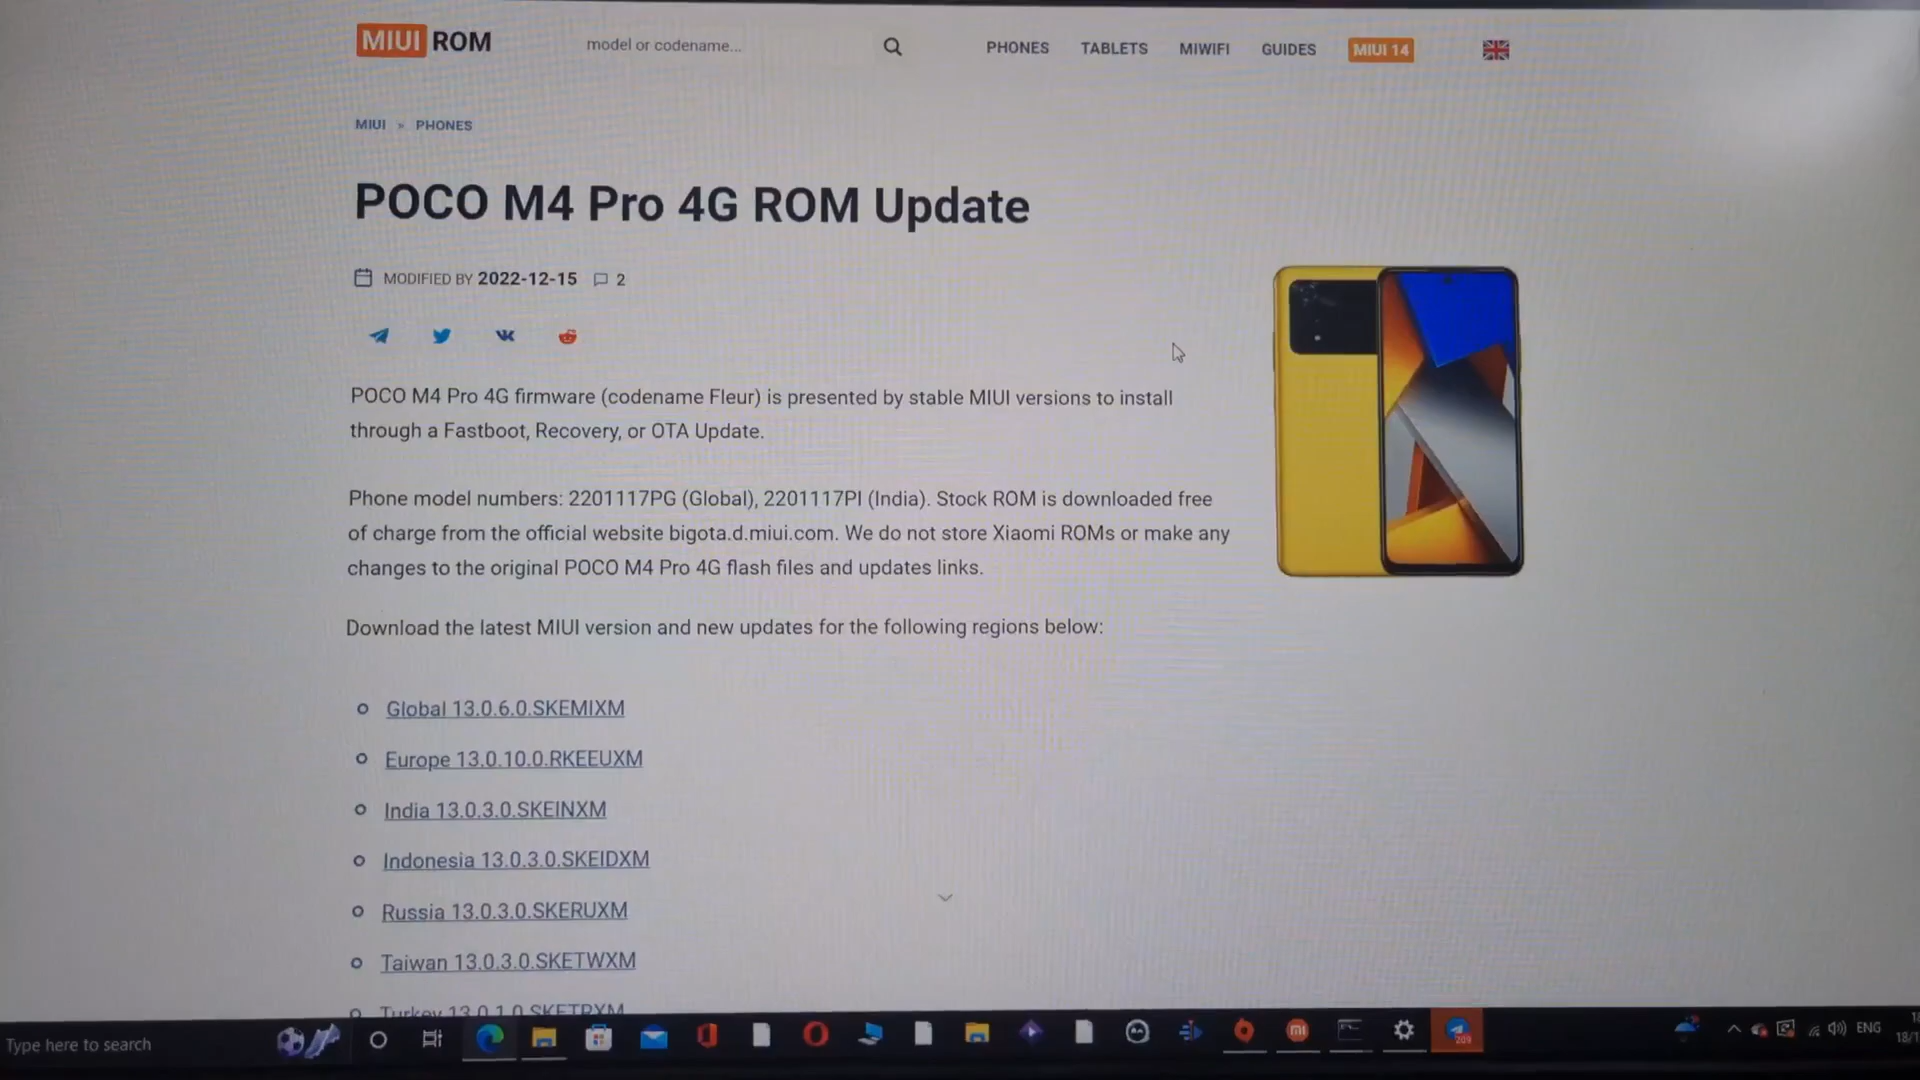 MIUI ROM
model or codename...
PHONES
TABLETS
MIWIFI
GUIDES
MIUI 14
MIUI » PHONES
POCO M4 Pro 4G ROM Update
MODIFIED BY 2022-12-15 2
POCO M4 Pro 4G firmware (codename Fleur) is presented by stable MIUI versions to install
through a Fastboot, Recovery, or OTA Update.
Phone model numbers: 2201117PG (Global), 2201117PI (India). Stock ROM is downloaded free
of charge from the official website bigota.d.miui.com. We do not store Xiaomi ROMs or make any
changes to the original POCO M4 Pro 4G flash files and updates links.
Download the latest MIUI version and new updates for the following regions below:
Global 13.0.6.0.SKEMIXM
Europe 13.0.10.0.RKEEUXM
India 13.0.3.0.SKEINXM
Indonesia 13.0.3.0.SKEIDXM
Russia 13.0.3.0.SKERUXM
Taiwan 13.0.3.0.SKETWXM
Turkey 13.0.1.0.SKETRXM
Type here to search
209
ENG